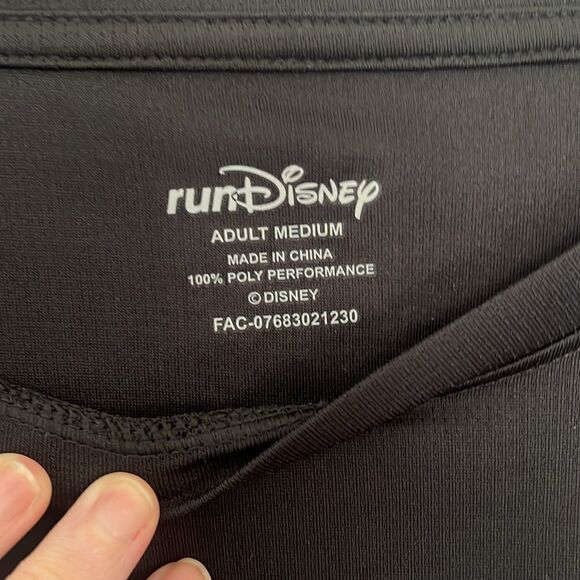 runDisney
ADULT MEDIUM
MADE IN CHINA
100% POLY PERFORMANCE
©DISNEY
FAC-07683021230